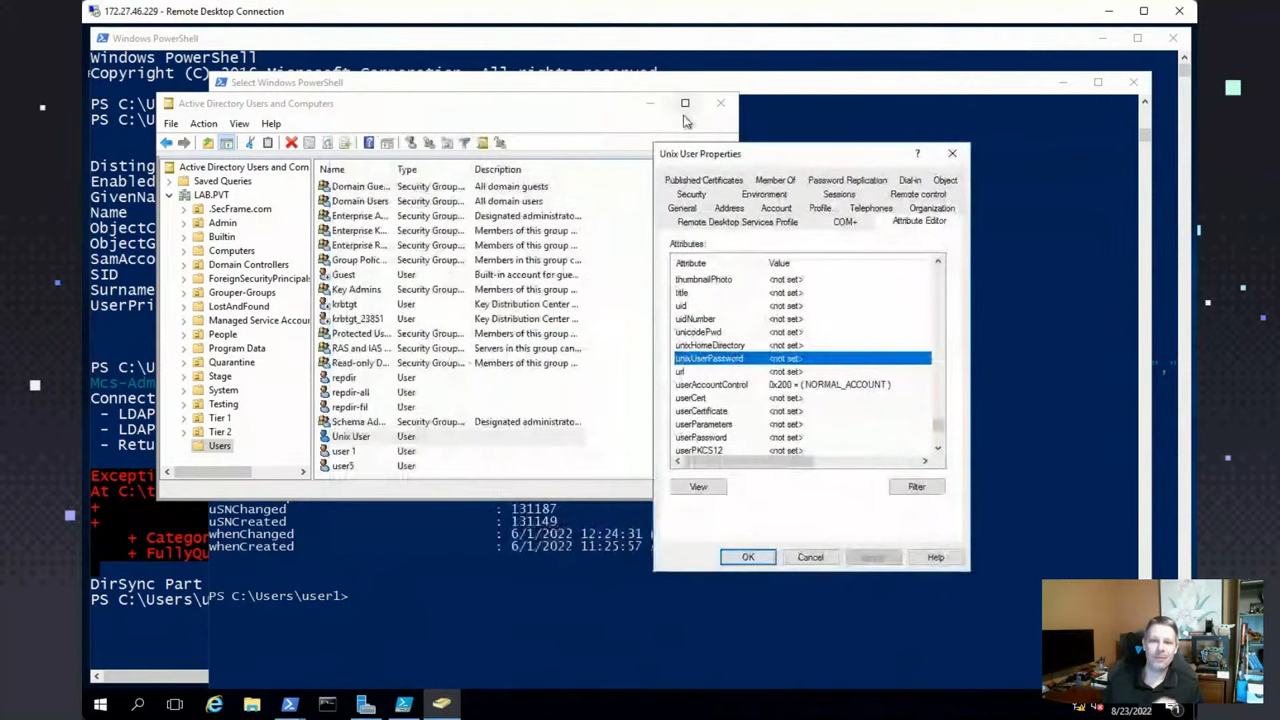 172.27.46.229 - Remote Desktop Connection
Windows PowerShell
Windows PowerShell
Copyright (C) 2016 Microsoft Corporation. All rights reserved.
Select Windows PowerShell
PS C:\U
PS C:\U
Active Directory Users and Computers
File Action View Help
Active Directory Users and Com
Saved Queries
LAB.PVT
.SecFrame.com
Admin
Builtin
Computers
Domain Controllers
ForeignSecurityPrincipals
Grouper-Groups
LostAndFound
Managed Service Accour
People
Program Data
Quarantine
Stage
System
Testing
Tier 1
Tier 2
Users
Name Type Description
Domain Gue... Security Group... All domain guests
Domain Users Security Group... All domain users
Enterprise A... Security Group... Designated administrato...
Enterprise K... Security Group... Members of this group ...
Enterprise R... Security Group... Members of this group ...
Group Polic... Security Group... Members of this group ...
Guest User Built-in account for gue...
Key Admins Security Group... Members of this group ...
krbtgt User Key Distribution Center ...
krbtgt_23851 User Key Distribution Center ...
Protected Us... Security Group... Members of this group ...
RAS and IAS ... Security Group... Servers in this group can...
Read-only D... Security Group... Members of this group ...
repdir User
repdir-all User
repdir-fil User
Schema Ad... Security Group... Designated administrato...
Unix User User
user 1 User
user5 User
Unix User Properties
Published Certificates Member Of Password Replication Dial-in Object
Security Environment Sessions Remote control
General Address Account Profile Telephones Organization
Remote Desktop Services Profile COM+ Attribute Editor
Attributes:
Attribute Value
thumbnailPhoto <not set>
title <not set>
uid <not set>
uidNumber <not set>
unicodePwd <not set>
unixHomeDirectory <not set>
unixUserPassword <not set>
url <not set>
userAccountControl 0x200 = ( NORMAL_ACCOUNT )
userCert <not set>
userCertificate <not set>
userParameters <not set>
userPassword <not set>
userPKCS12 <not set>
View Filter
OK Cancel Help
Disting
Enabled
GivenNa
Name
ObjectC
ObjectG
SamAcco
SID
Surname
UserPri
PS C:\U
Mcs-Adm
Connect
- LDAP
- LDAP
- Retu
Excepti
At C:\t
+
+
+ Catego
+ FullyQu
DirSync Part
PS C:\Users\u
uSNChanged : 131187
uSNCreated : 131149
whenChanged : 6/1/2022 12:24:31
whenCreated : 6/1/2022 11:25:57
PS C:\Users\user1>
8/23/2022
1